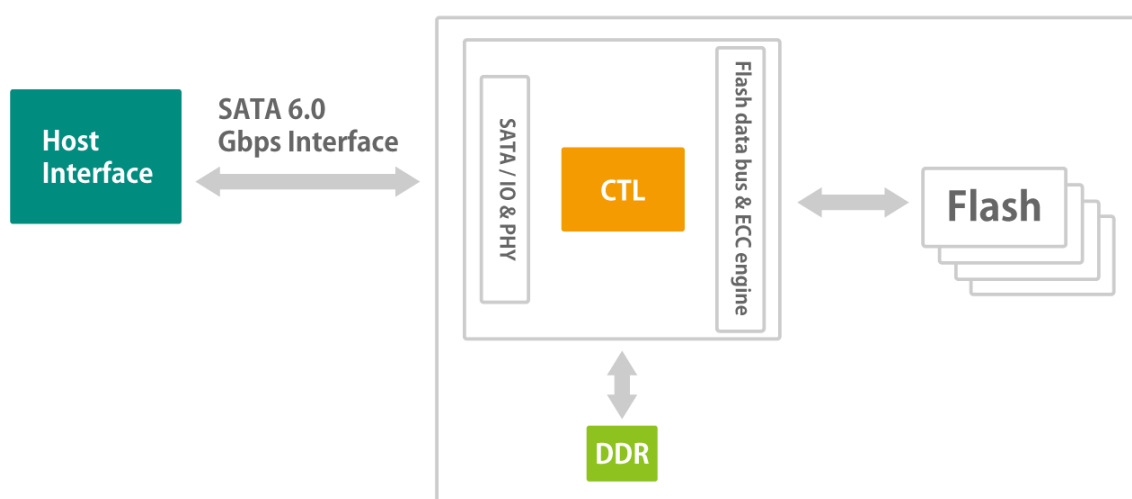 Host
Interface
SATA 6.0
Gbps Interface
SATA / IO & PHY
CTL
Flash data bus & ECC engine
Flash
DDR